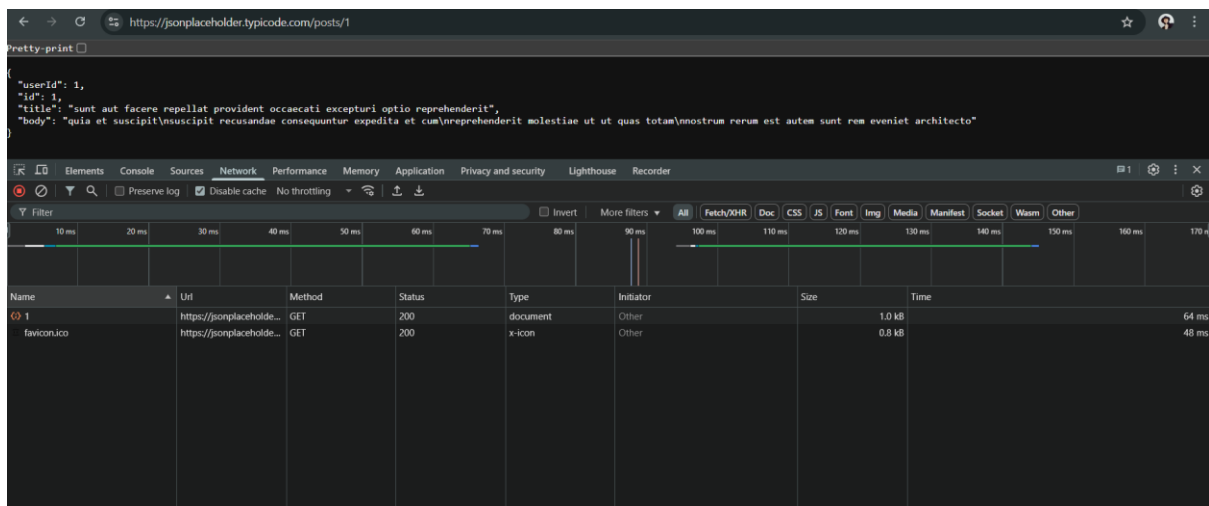 https://jsonplaceholder.typicode.com/posts/1
Pretty-print
{
"userId": 1,
"id": 1,
"title": "sunt aut facere repellat provident occaecati excepturi optio reprehenderit",
"body": "quia et suscipit\nsuscipit recusandae consequuntur expedita et cum\nreprehenderit molestiae ut ut quas totam\nnostrum rerum est autem sunt rem eveniet architecto"
}
Elements Console Sources Network Performance Memory Application Privacy and security Lighthouse Recorder 1
Preserve log Disable cache No throttling
Filter Invert More filters All Fetch/XHR Doc CSS JS Font Img Media Manifest Socket Wasm Other
10 ms 20 ms 30 ms 40 ms 50 ms 60 ms 70 ms 80 ms 90 ms 100 ms 110 ms 120 ms 130 ms 140 ms 150 ms 160 ms 170 m
Name Url Method Status Type Initiator Size Time
1 https://jsonplaceholde... GET 200 document Other 1.0 kB 64 ms
favicon.ico https://jsonplaceholde... GET 200 x-icon Other 0.8 kB 48 ms